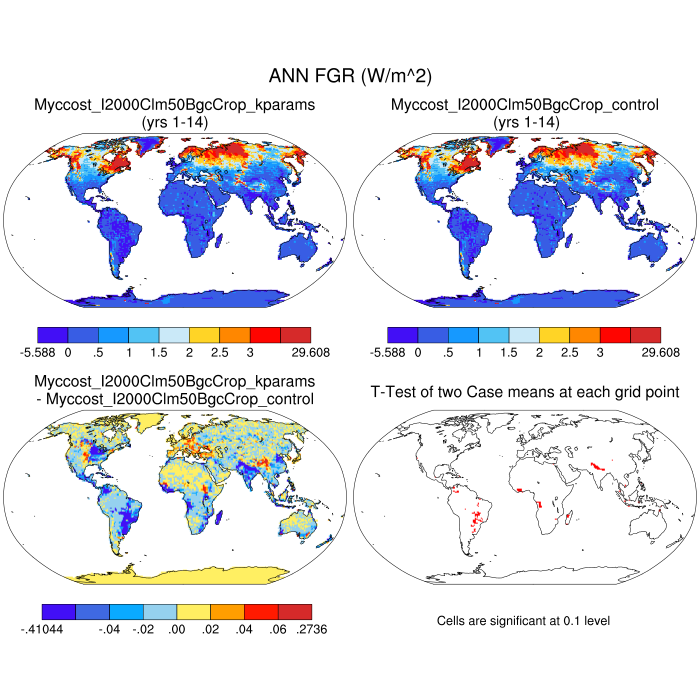 ANN FGR (W/m^2)
Myccost_I2000Clm50BgcCrop_kparams
(yrs 1-14)
Myccost_I2000Clm50BgcCrop_control
(yrs 1-14)
-5.588 0 .5 1 1.5 2 2.5 3 29.608
-5.588 0 .5 1 1.5 2 2.5 3 29.608
Myccost_I2000Clm50BgcCrop_kparams
- Myccost_I2000Clm50BgcCrop_control
T-Test of two Case means at each grid point
-.41044 -.04 -.02 .00 .02 .04 .06 .2736
Cells are significant at 0.1 level